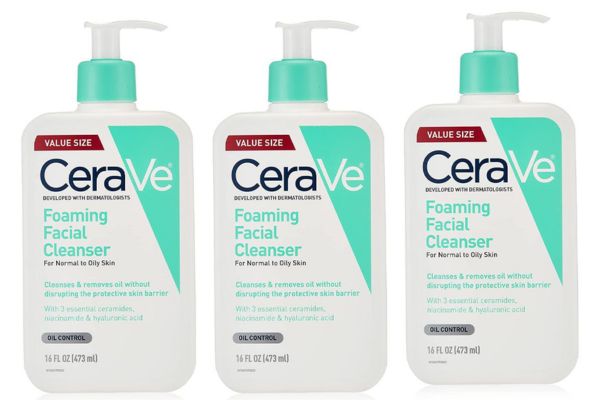 VALUE SIZE
CeraVe®
DEVELOPED WITH DERMATOLOGISTS
Foaming
Facial
Cleanser
For Normal to Oily Skin
Cleanses & removes oil without
disrupting the protective skin barrier
With 3 essential ceramides,
niacinamide & hyaluronic acid
OIL CONTROL
16 FL OZ (473 ml)
VALUE SIZE
CeraVe®
DEVELOPED WITH DERMATOLOGISTS
Foaming
Facial
Cleanser
For Normal to Oily Skin
Cleanses & removes oil without
disrupting the protective skin barrier
With 3 essential ceramides,
niacinamide & hyaluronic acid
OIL CONTROL
16 FL OZ (473 ml)
VALUE SIZE
CeraVe®
DEVELOPED WITH DERMATOLOGISTS
Foaming
Facial
Cleanser
For Normal to Oily Skin
Cleanses & removes oil without
disrupting the protective skin barrier
With 3 essential ceramides,
niacinamide & hyaluronic acid
OIL CONTROL
16 FL OZ (473 ml)